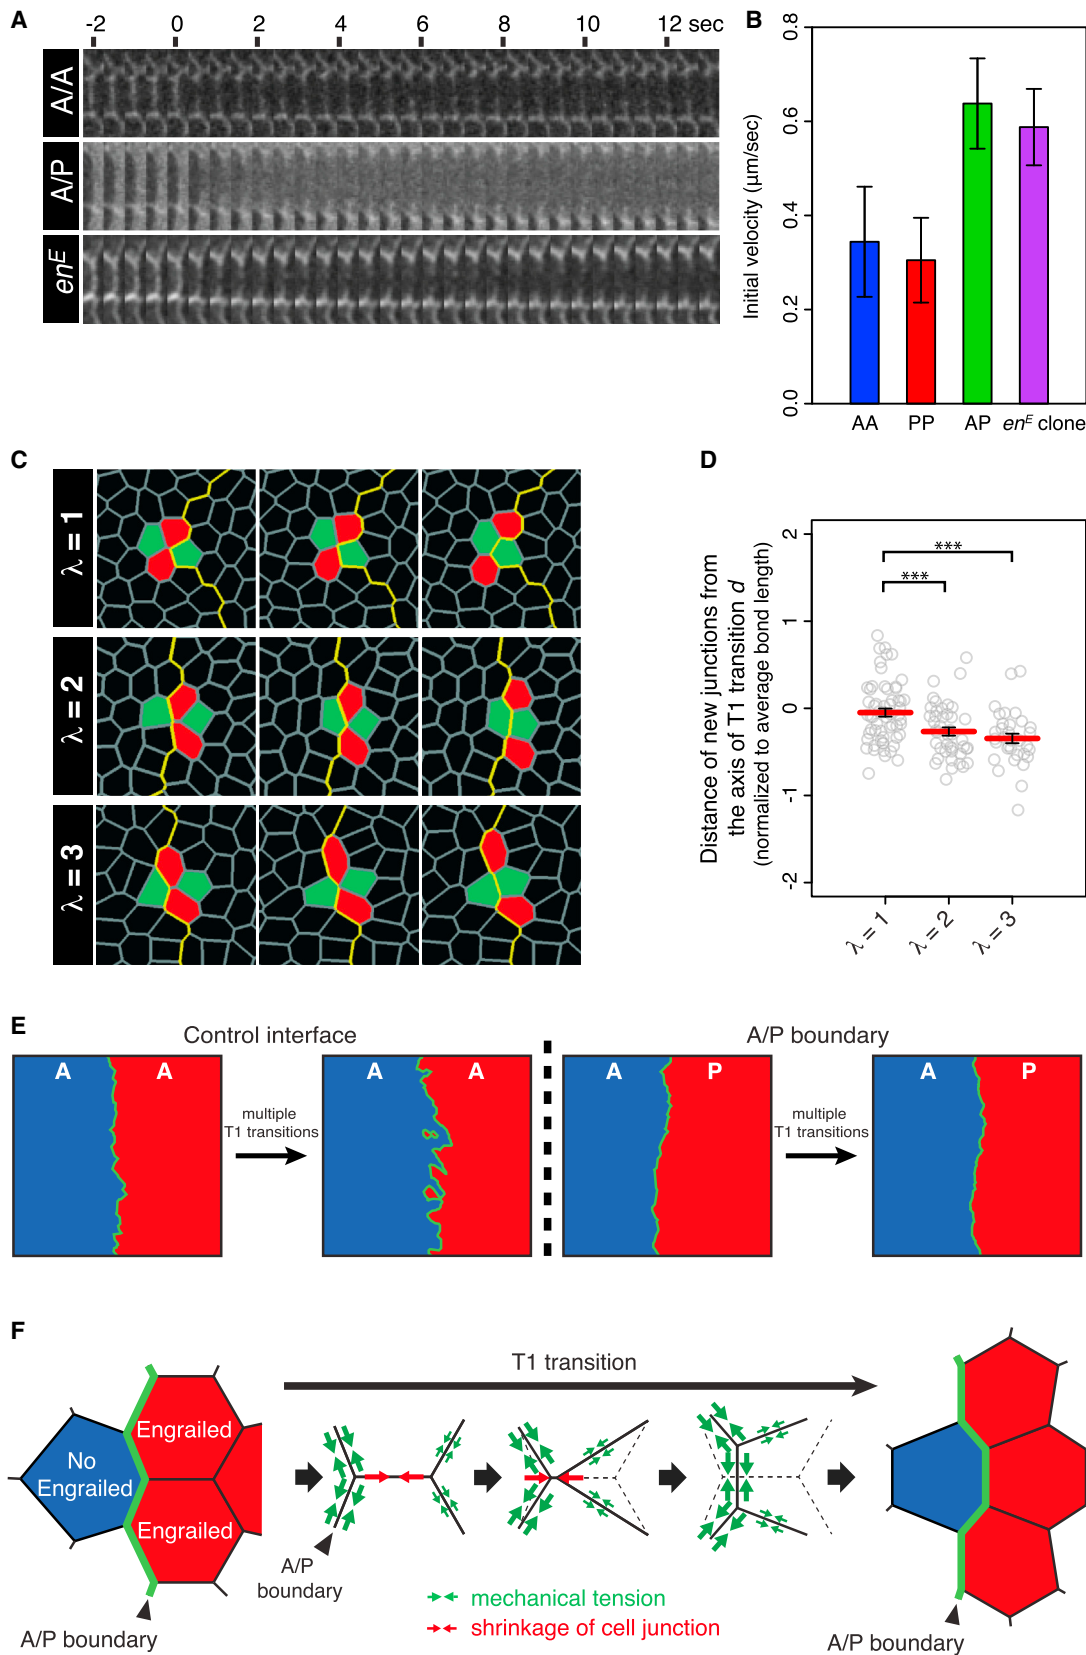 A
-2 0 2 4 6 8 10 12 sec
A/A
A/P
enᴱ
B
Initial velocity (µm/sec)
0.8
0.6
0.4
0.2
0.0
AA PP AP enᴱ clone
C
λ = 1
λ = 2
λ = 3
D
Distance of new junctions from
the axis of T1 transition d
(normalized to average bond length)
2
1
0
-1
-2
***
***
λ = 1 λ = 2 λ = 3
E
Control interface
A/P boundary
A A
multiple
T1 transitions
A A
A P
multiple
T1 transitions
A P
F
T1 transition
No
Engrailed
Engrailed
Engrailed
A/P boundary
A/P
boundary
mechanical tension
shrinkage of cell junction
A/P boundary